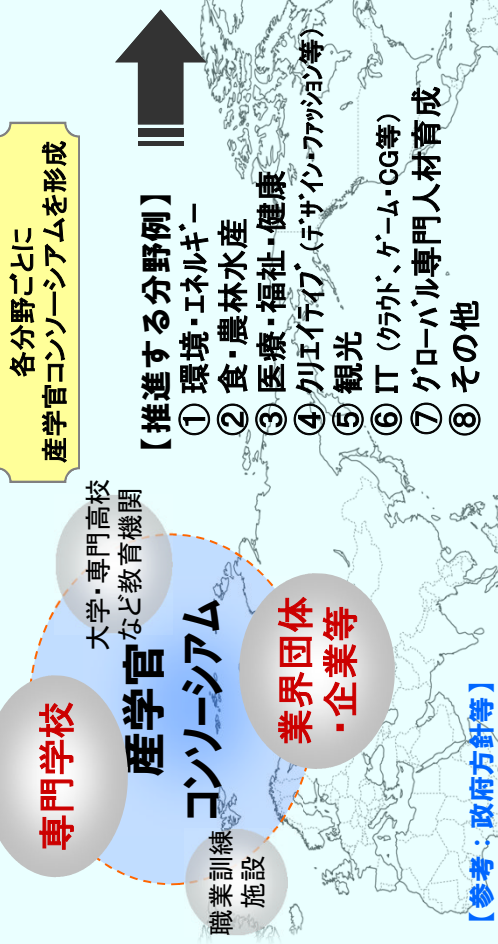 専門学校
大学・専門高校
など教育機関
産学官
コンソーシアム
職業訓練
施設
業界団体
・企業等
各分野ごとに
産学官コンソーシアムを形成
【推進する分野例】
① 環境・エネルギー
② 食・農林水産
③ 医療・福祉・健康
④ クリエイティブ(デザイン・ファッション等)
⑤ 観光
⑥ IT(クラウド、ゲーム・CG等)
⑦ グローバル専門人材育成
⑧ その他
【参考:政府方針等】